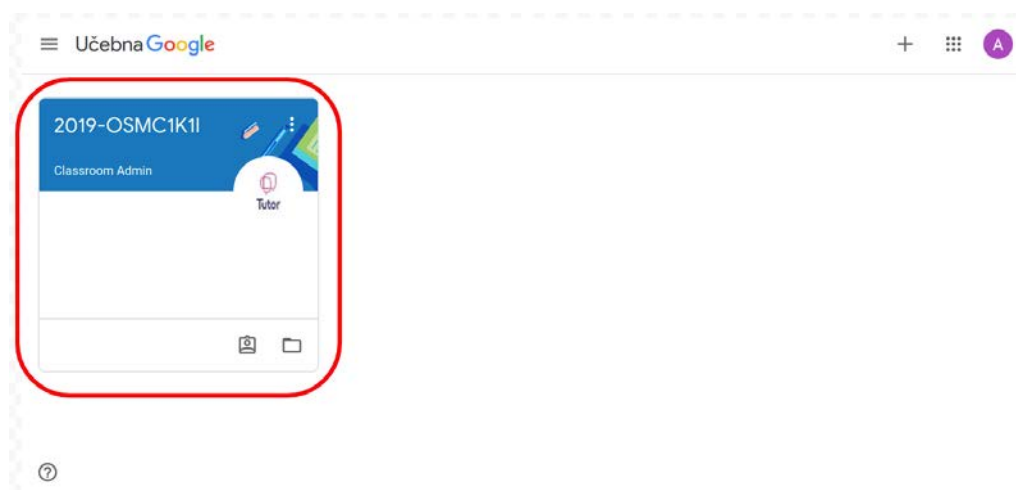 Učebna Google
A
2019-OSMC1K1I
Classroom Admin
Tutor